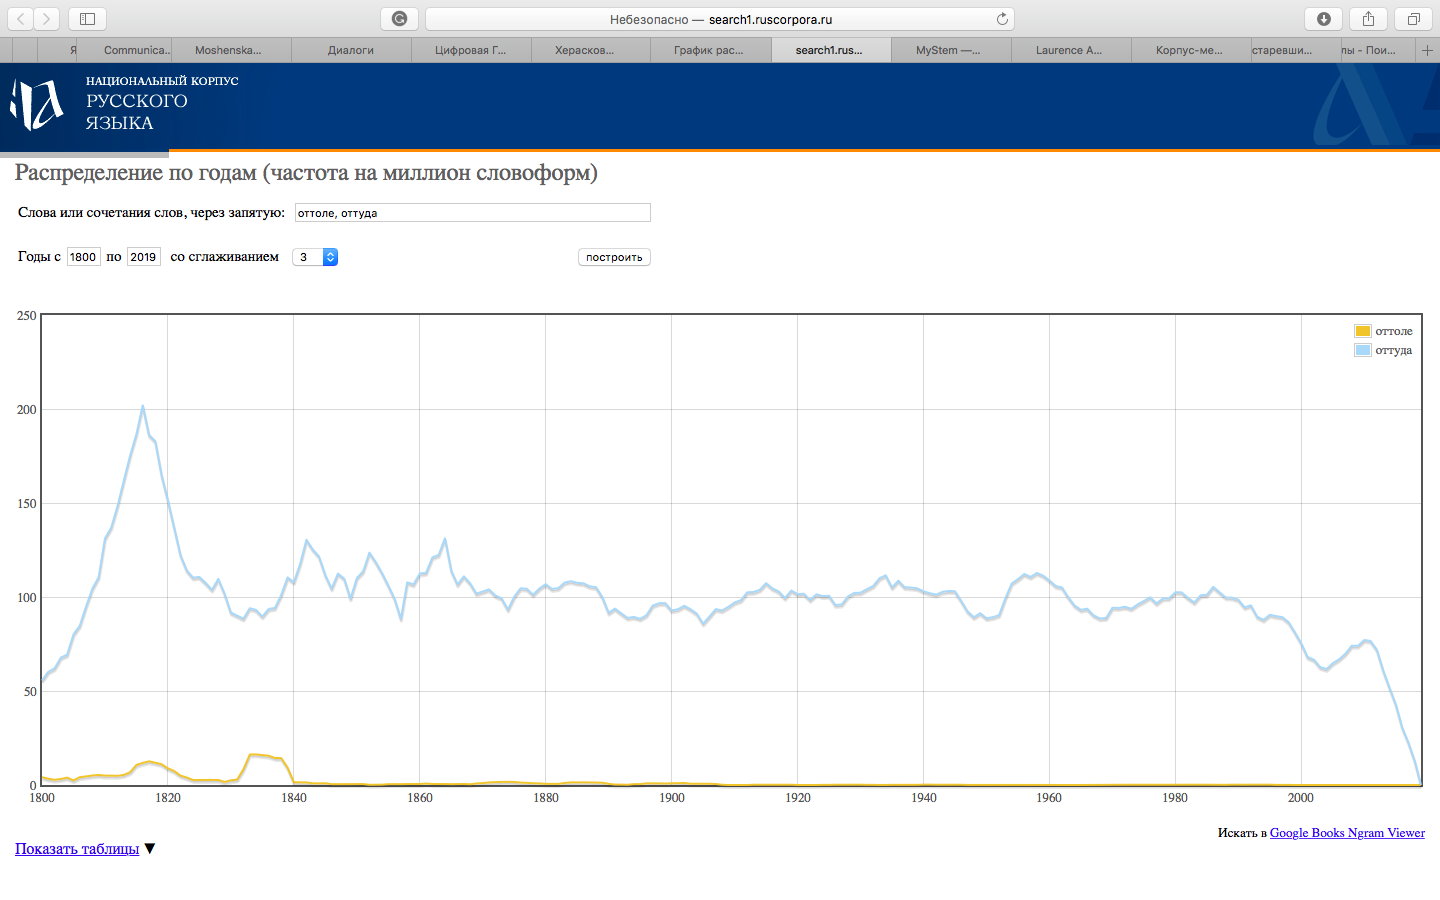 Небезопасно — search1.ruscorpora.ru
Я Communica... Moshenska... Диалоги Цифровая Г... Херасков... График рас... search1.rus... MyStem —... Laurence A... Корпус-ме... старевши... лы - Пои...
НАЦИОНАЛЬНЫЙ КОРПУС
РУССКОГО
ЯЗЫКА
Распределение по годам (частота на миллион словоформ)
Слова или сочетания слов, через запятую: оттоле, оттуда
Годы с 1800 по 2019 со сглаживанием 3 построить
250
оттоле
оттуда
200
150
100
50
0
1800 1820 1840 1860 1880 1900 1920 1940 1960 1980 2000
Искать в Google Books Ngram Viewer
Показать таблицы ▼